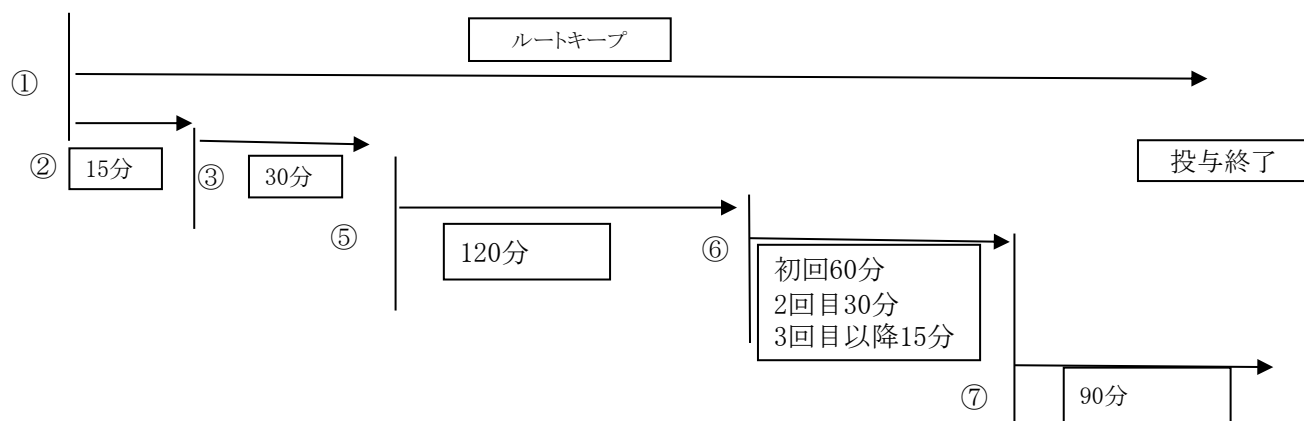 ルートキープ
①
② 15分 ③ 30分
投与終了
⑤ 120分 ⑥
初回60分
2回目30分
3回目以降15分
⑦ 90分